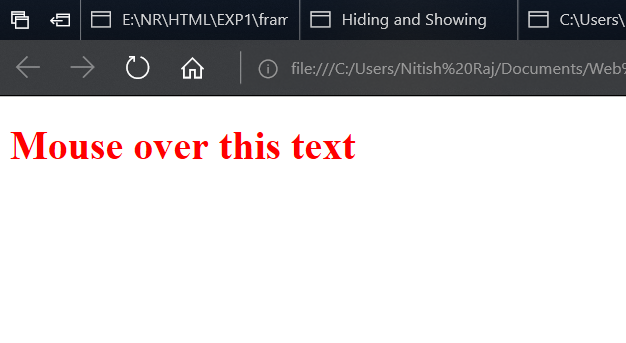 E:\NR\HTML\EXP1\fram
Hiding and Showing
C:\Users\
file:///C:/Users/Nitish%20Raj/Documents/Web%
Mouse over this text